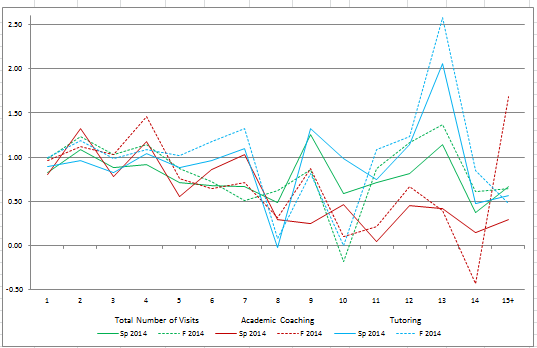 2.50
2.00
1.50
1.00
0.50
0.00
-0.50
1 2 3 4 5 6 7 8 9 10 11 12 13 14 15+
Total Number of Visits Academic Coaching Tutoring
Sp 2014 F 2014 Sp 2014 F 2014 Sp 2014 F 2014